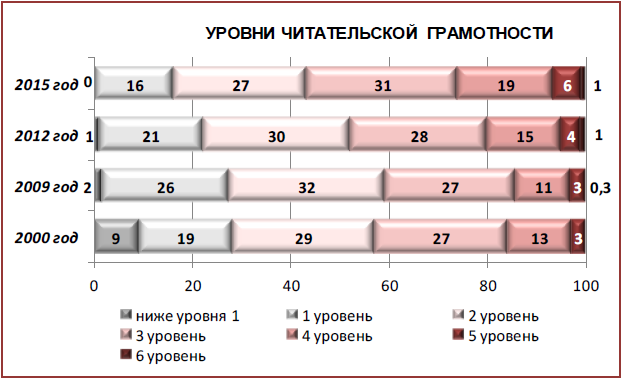 УРОВНИ ЧИТАТЕЛЬСКОЙ ГРАМОТНОСТИ
2015 год 0 16 27 31 19 6 1
2012 год 1 21 30 28 15 4 1
2009 год 2 26 32 27 11 3 0,3
2000 год 9 19 29 27 13 3
0 20 40 60 80 100
ниже уровня 1 1 уровень 2 уровень
3 уровень 4 уровень 5 уровень
6 уровень